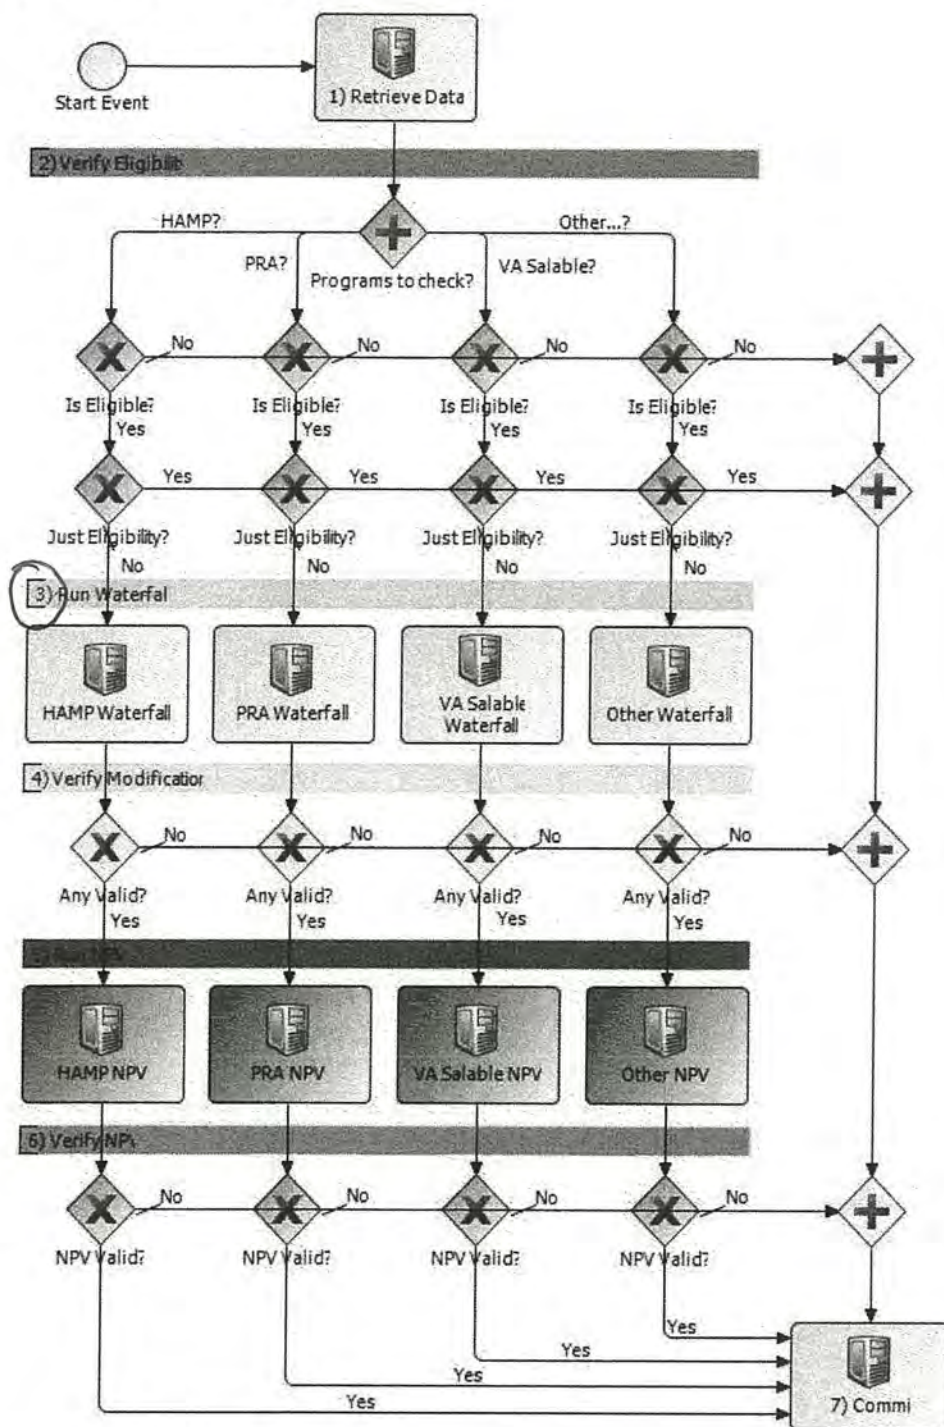 Start Event
1) Retrieve Data
2) Verify Eligibilit
HAMP?
Other...?
PRA?
VA Salable?
Programs to check?
No No No No
Is Eligible? Is Eligible? Is Eligible? Is Eligible?
Yes Yes Yes Yes
Yes Yes Yes Yes
Just Eligibility? Just Eligibility? Just Eligibility? Just Eligibility?
No No No No
3) Run Waterfal
HAMP Waterfall PRA Waterfall VA Salable Other Waterfall
Waterfall
4) Verify Modification
No No No No
Any Valid? Any Valid? Any Valid? Any Valid?
Yes Yes Yes Yes
HAMP NPV PRA NPV VA Salable NPV Other NPV
6) Verify NPV
No No No No
NPV Valid? NPV Valid? NPV Valid? NPV Valid?
Yes
Yes
Yes
Yes
7) Commi